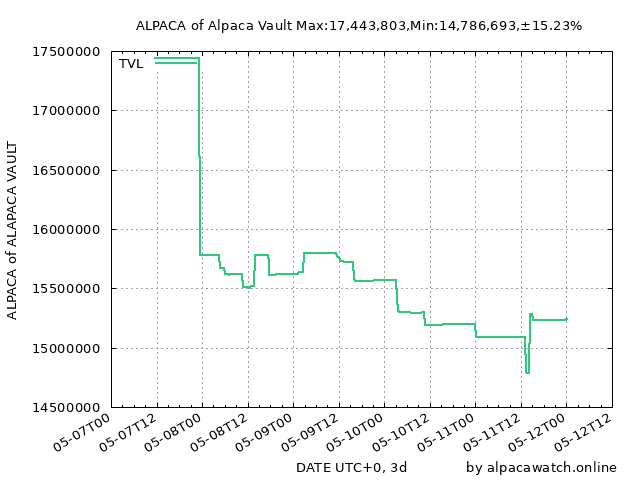 ALPACA of Alpaca Vault Max:17,443,803,Min:14,786,693,±15.23%
ALPACA of ALAPACA VAULT
TVL
17500000
17000000
16500000
16000000
15500000
15000000
14500000
05-07T00
05-07T12
05-08T00
05-08T12
05-09T00
05-09T12
05-10T00
05-10T12
05-11T00
05-11T12
05-12T00
05-12T12
DATE UTC+0, 3d
by alpacawatch.online